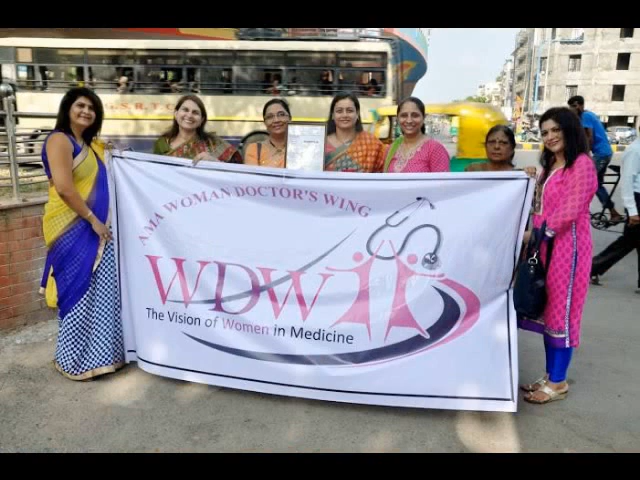 G.S.R.T.C
AMA WOMAN DOCTOR'S WING
WDW
The Vision of Women in Medicine